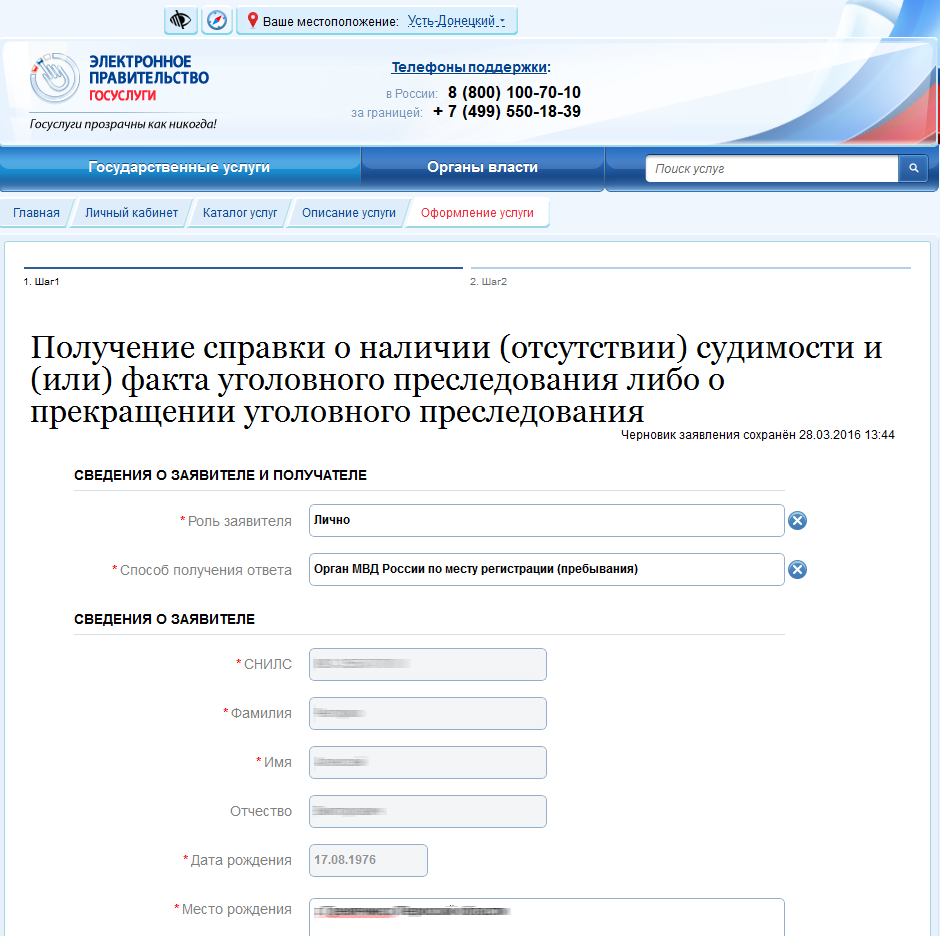 Ваше местоположение: Усть-Донецкий
ЭЛЕКТРОННОЕ
ПРАВИТЕЛЬСТВО
ГОСУСЛУГИ
Госуслуги прозрачны как никогда!
Телефоны поддержки:
в России: 8 (800) 100-70-10
за границей: + 7 (499) 550-18-39
Государственные услуги Органы власти Поиск услуг
Главная Личный кабинет Каталог услуг Описание услуги Оформление услуги
1. Шаг1 2. Шаг2
Получение справки о наличии (отсутствии) судимости и
(или) факта уголовного преследования либо о
прекращении уголовного преследования
Черновик заявления сохранён 28.03.2016 13:44
СВЕДЕНИЯ О ЗАЯВИТЕЛЕ И ПОЛУЧАТЕЛЕ
* Роль заявителя Лично
* Способ получения ответа Орган МВД России по месту регистрации (пребывания)
СВЕДЕНИЯ О ЗАЯВИТЕЛЕ
* СНИЛС
* Фамилия
* Имя
Отчество
* Дата рождения 17.08.1976
* Место рождения